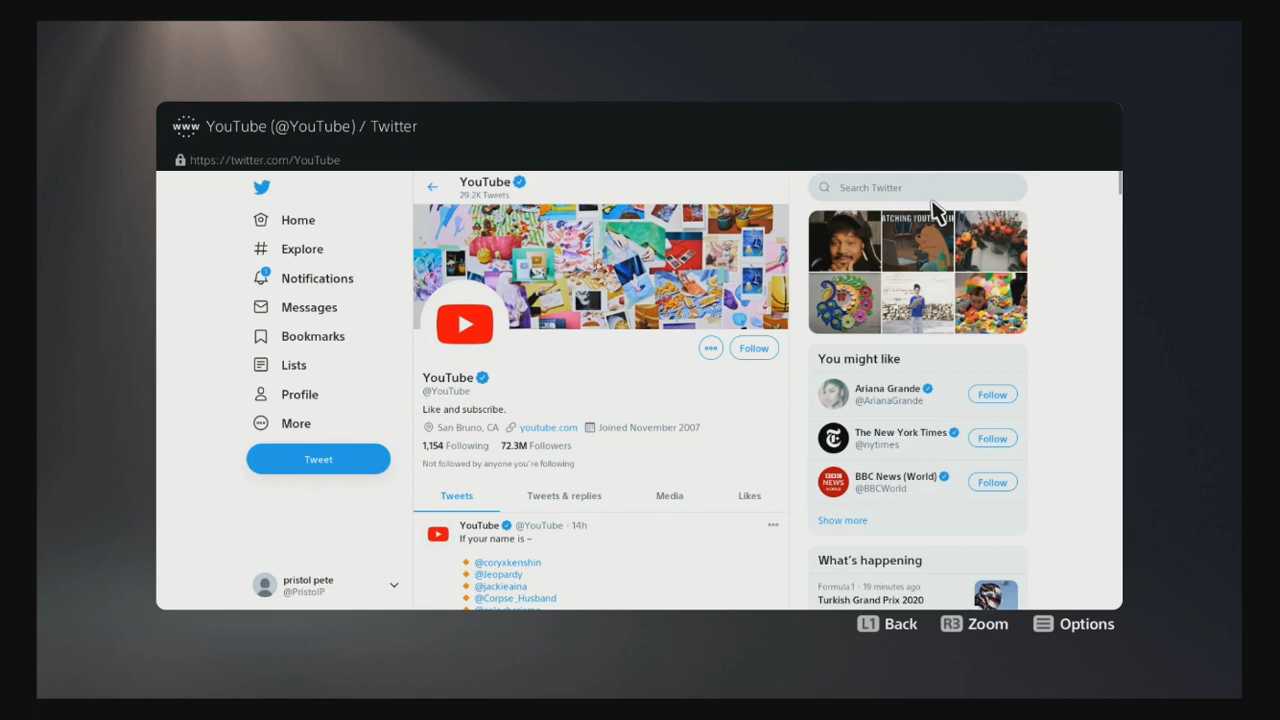 www YouTube (@YouTube) / Twitter
https://twitter.com/YouTube
Home
Explore
1
Notifications
Messages
Bookmarks
Lists
Profile
More
Tweet
pristol pete
@PristolP
YouTube
29.2K Tweets
Follow
YouTube
@YouTube
Like and subscribe.
San Bruno, CA youtube.com Joined November 2007
1,154 Following 72.3M Followers
Not followed by anyone you're following
Tweets Tweets & replies Media Likes
YouTube @YouTube · 14h
If your name is –
@coryxkenshin
@Jeopardy
@jackieaina
@Corpse_Husband
Search Twitter
You might like
Ariana Grande
@ArianaGrande
Follow
The New York Times
@nytimes
Follow
BBC NEWS WORLD
BBC News (World)
@BBCWorld
Follow
Show more
What's happening
Formula 1 · 19 minutes ago
Turkish Grand Prix 2020
L1 Back R3 Zoom Options